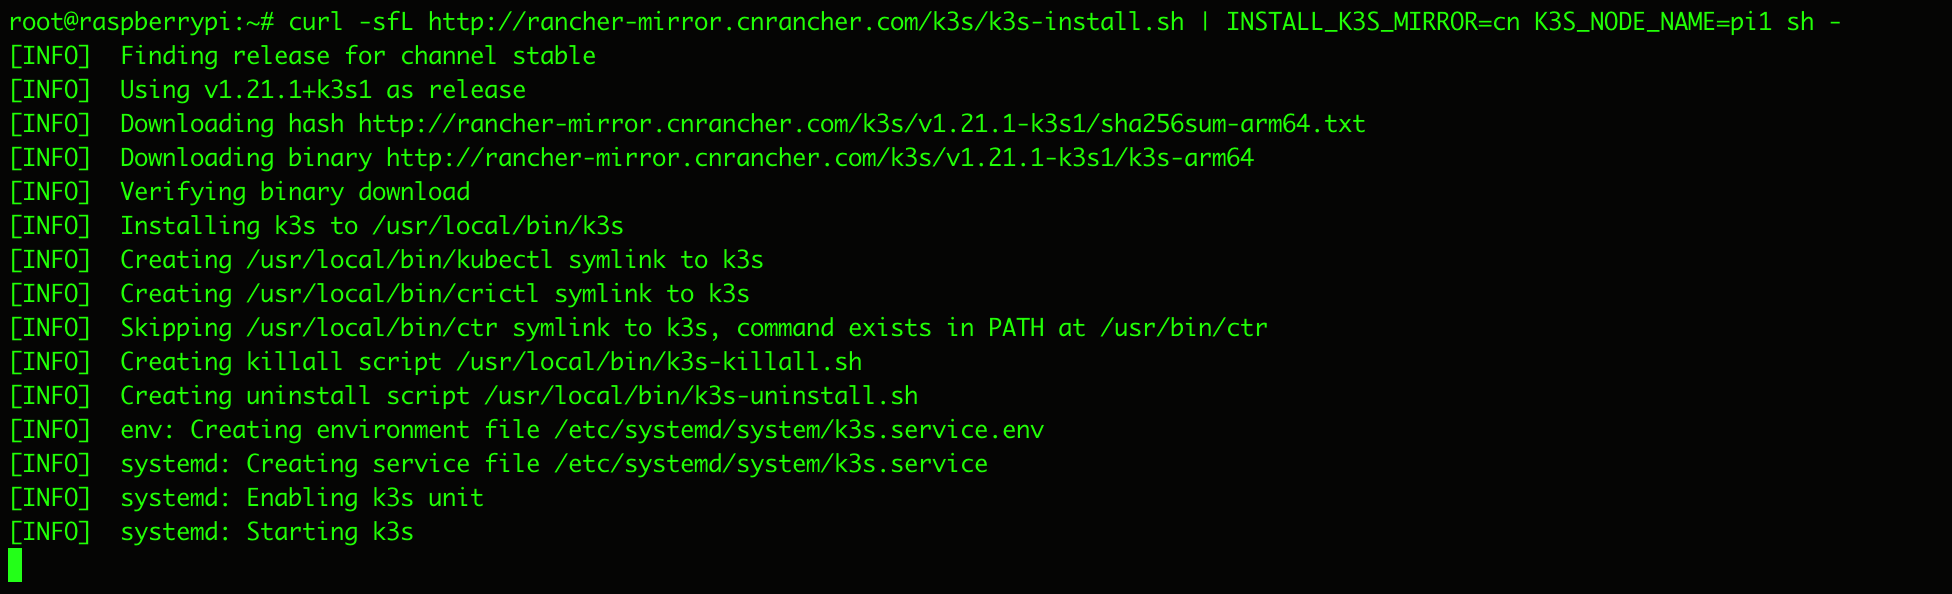 root@raspberrypi:~# curl -sfL http://rancher-mirror.cnrancher.com/k3s/k3s-install.sh | INSTALL_K3S_MIRROR=cn K3S_NODE_NAME=pi1 sh -
[INFO]  Finding release for channel stable
[INFO]  Using v1.21.1+k3s1 as release
[INFO]  Downloading hash http://rancher-mirror.cnrancher.com/k3s/v1.21.1-k3s1/sha256sum-arm64.txt
[INFO]  Downloading binary http://rancher-mirror.cnrancher.com/k3s/v1.21.1-k3s1/k3s-arm64
[INFO]  Verifying binary download
[INFO]  Installing k3s to /usr/local/bin/k3s
[INFO]  Creating /usr/local/bin/kubectl symlink to k3s
[INFO]  Creating /usr/local/bin/crictl symlink to k3s
[INFO]  Skipping /usr/local/bin/ctr symlink to k3s, command exists in PATH at /usr/bin/ctr
[INFO]  Creating killall script /usr/local/bin/k3s-killall.sh
[INFO]  Creating uninstall script /usr/local/bin/k3s-uninstall.sh
[INFO]  env: Creating environment file /etc/systemd/system/k3s.service.env
[INFO]  systemd: Creating service file /etc/systemd/system/k3s.service
[INFO]  systemd: Enabling k3s unit
[INFO]  systemd: Starting k3s